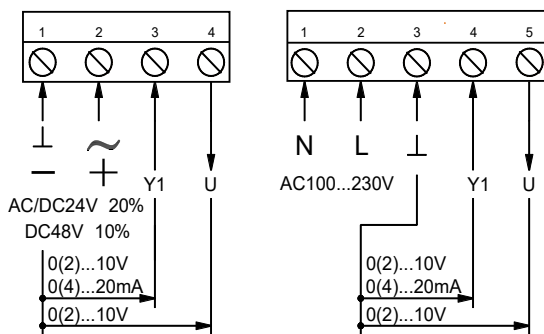 1 2 3 4
⊥ ~
− +
Y1 U
AC/DC24V 20%
DC48V 10%
0(2)...10V
0(4)...20mA
0(2)...10V
1 2 3 4 5
N L ⊥
AC100...230V
Y1 U
0(2)...10V
0(4)...20mA
0(2)...10V